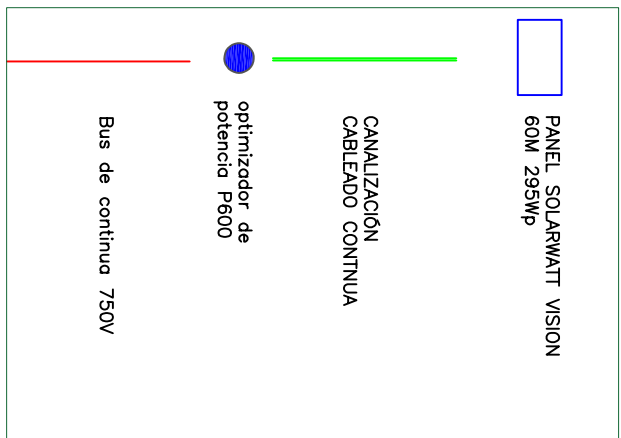 PANEL SOLARWATT VISION
60M 295Wp
CANALIZACIÓN
CABLEADO CONTNUA
optimizador de
potencia P600
Bus de continua 750V